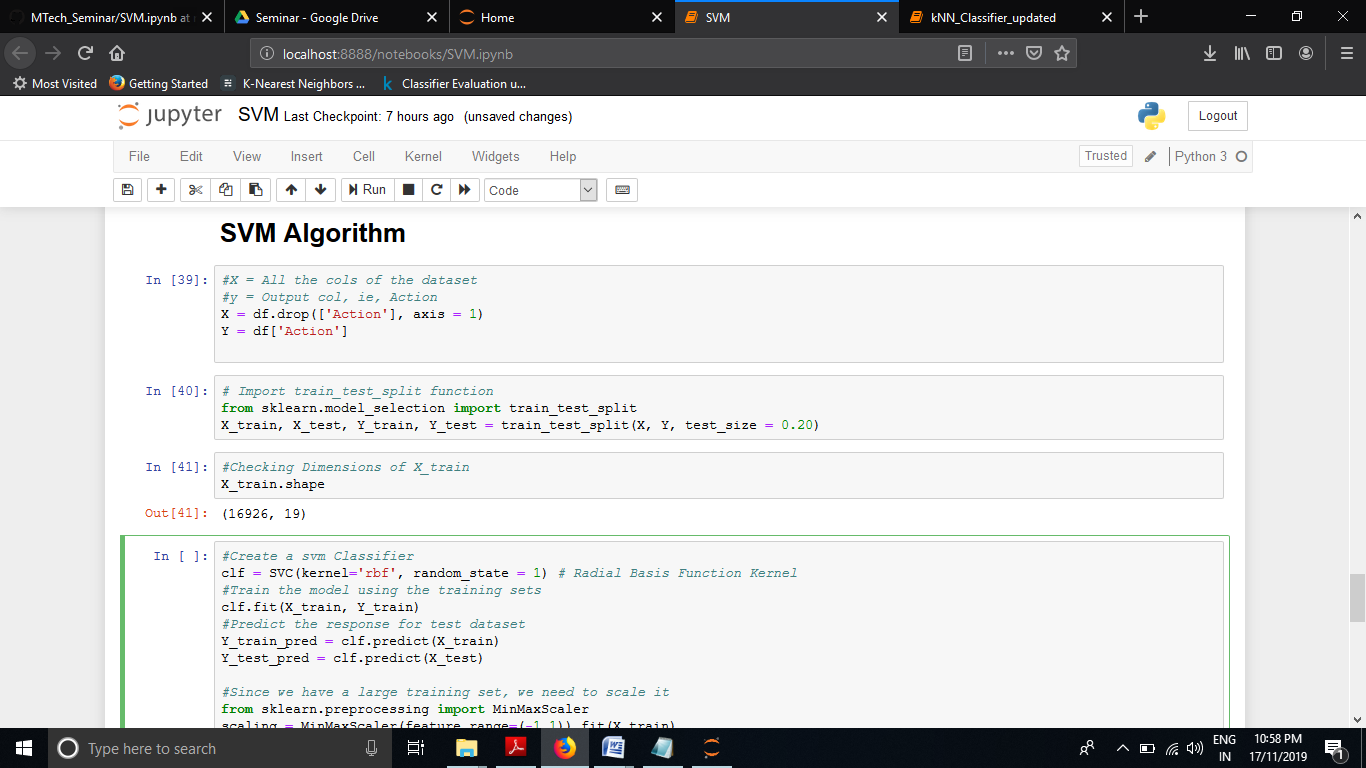 MTech_Seminar/SVM.ipynb at
Seminar - Google Drive
Home
SVM
kNN_Classifier_updated
localhost:8888/notebooks/SVM.ipynb
Most Visited
Getting Started
K-Nearest Neighbors ...
Classifier Evaluation u...
jupyter
SVM Last Checkpoint: 7 hours ago (unsaved changes)
Logout
File Edit View Insert Cell Kernel Widgets Help
Trusted
Python 3
Run
Code
SVM Algorithm
In [39]:
#X = All the cols of the dataset
#y = Output col, ie, Action
X = df.drop(['Action'], axis = 1)
Y = df['Action']
In [40]:
# Import train_test_split function
from sklearn.model_selection import train_test_split
X_train, X_test, Y_train, Y_test = train_test_split(X, Y, test_size = 0.20)
In [41]:
#Checking Dimensions of X_train
X_train.shape
Out[41]: (16926, 19)
In [ ]:
#Create a svm Classifier
clf = SVC(kernel='rbf', random_state = 1) # Radial Basis Function Kernel
#Train the model using the training sets
clf.fit(X_train, Y_train)
#Predict the response for test dataset
Y_train_pred = clf.predict(X_train)
Y_test_pred = clf.predict(X_test)
#Since we have a large training set, we need to scale it
from sklearn.preprocessing import MinMaxScaler
scaling = MinMaxScaler(feature_range=(-1,1)).fit(X_train)
Type here to search
ENG
IN
10:58 PM
17/11/2019
1